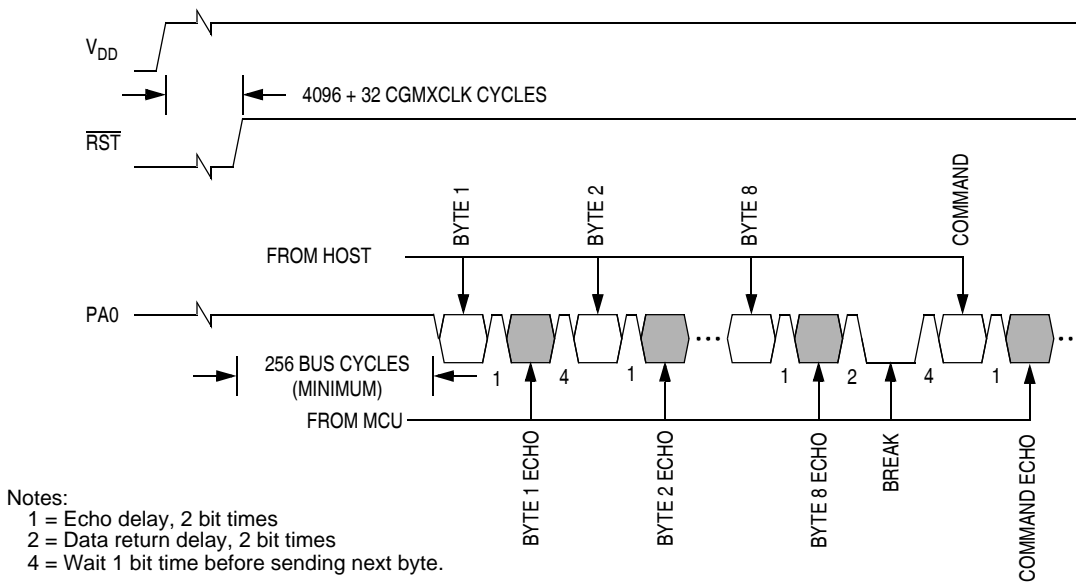 VDD
4096 + 32 CGMXCLK CYCLES
RST
BYTE 1
BYTE 2
BYTE 8
COMMAND
FROM HOST
PA0
256 BUS CYCLES
(MINIMUM)
1
4
1
1
2
4
1
FROM MCU
BYTE 1 ECHO
BYTE 2 ECHO
BYTE 8 ECHO
BREAK
COMMAND ECHO
Notes:
1 = Echo delay, 2 bit times
2 = Data return delay, 2 bit times
4 = Wait 1 bit time before sending next byte.